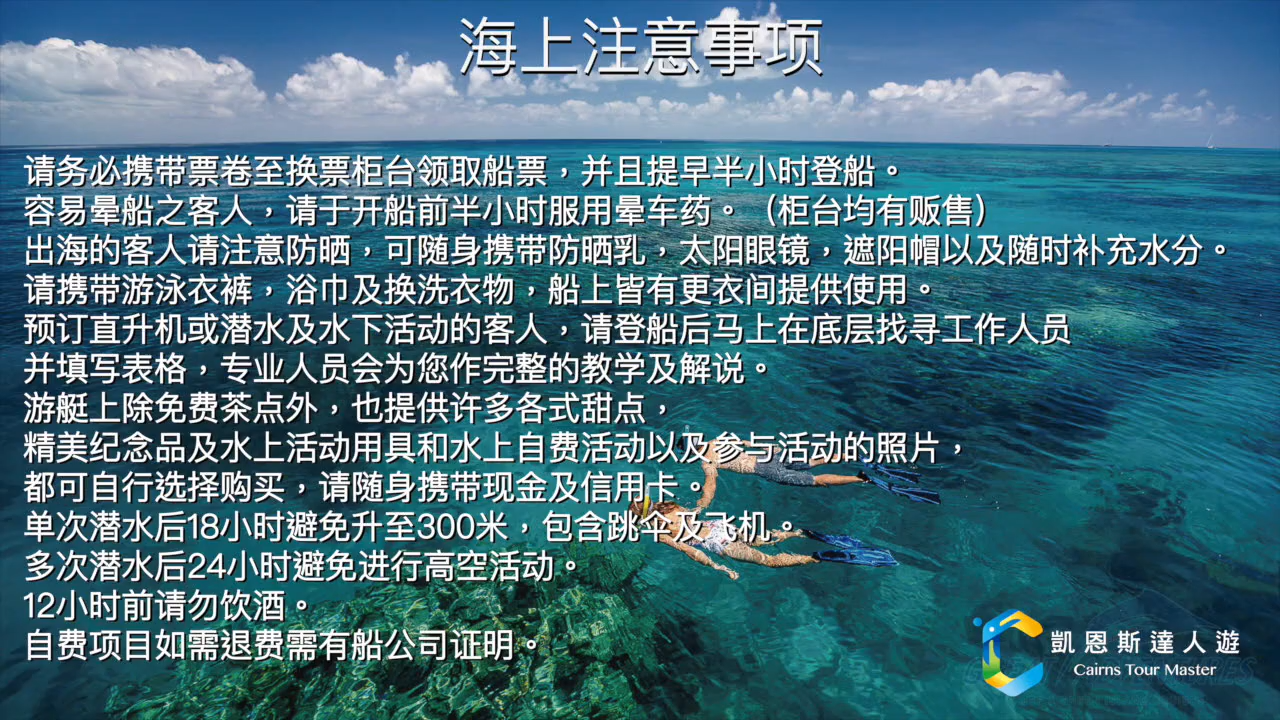 海上注意事项
请务必携带票卷至换票柜台领取船票，并且提早半小时登船。
容易晕船之客人，请于开船前半小时服用晕车药。（柜台均有贩售）
出海的客人请注意防晒，可随身携带防晒乳，太阳眼镜，遮阳帽以及随时补充水分。
请携带游泳衣裤，浴巾及换洗衣物，船上皆有更衣间提供使用。
预订直升机或潜水及水下活动的客人，请登船后马上在底层找寻工作人员
并填写表格，专业人员会为您作完整的教学及解说。
游艇上除免费茶点外，也提供许多各式甜点，
精美纪念品及水上活动用具和水上自费活动以及参与活动的照片，
都可自行选择购买，请随身携带现金及信用卡。
单次潜水后18小时避免升至300米，包含跳伞及飞机。
多次潜水后24小时避免进行高空活动。
12小时前请勿饮酒。
自费项目如需退费需有船公司证明。
凱恩斯達人遊
Cairns Tour Master